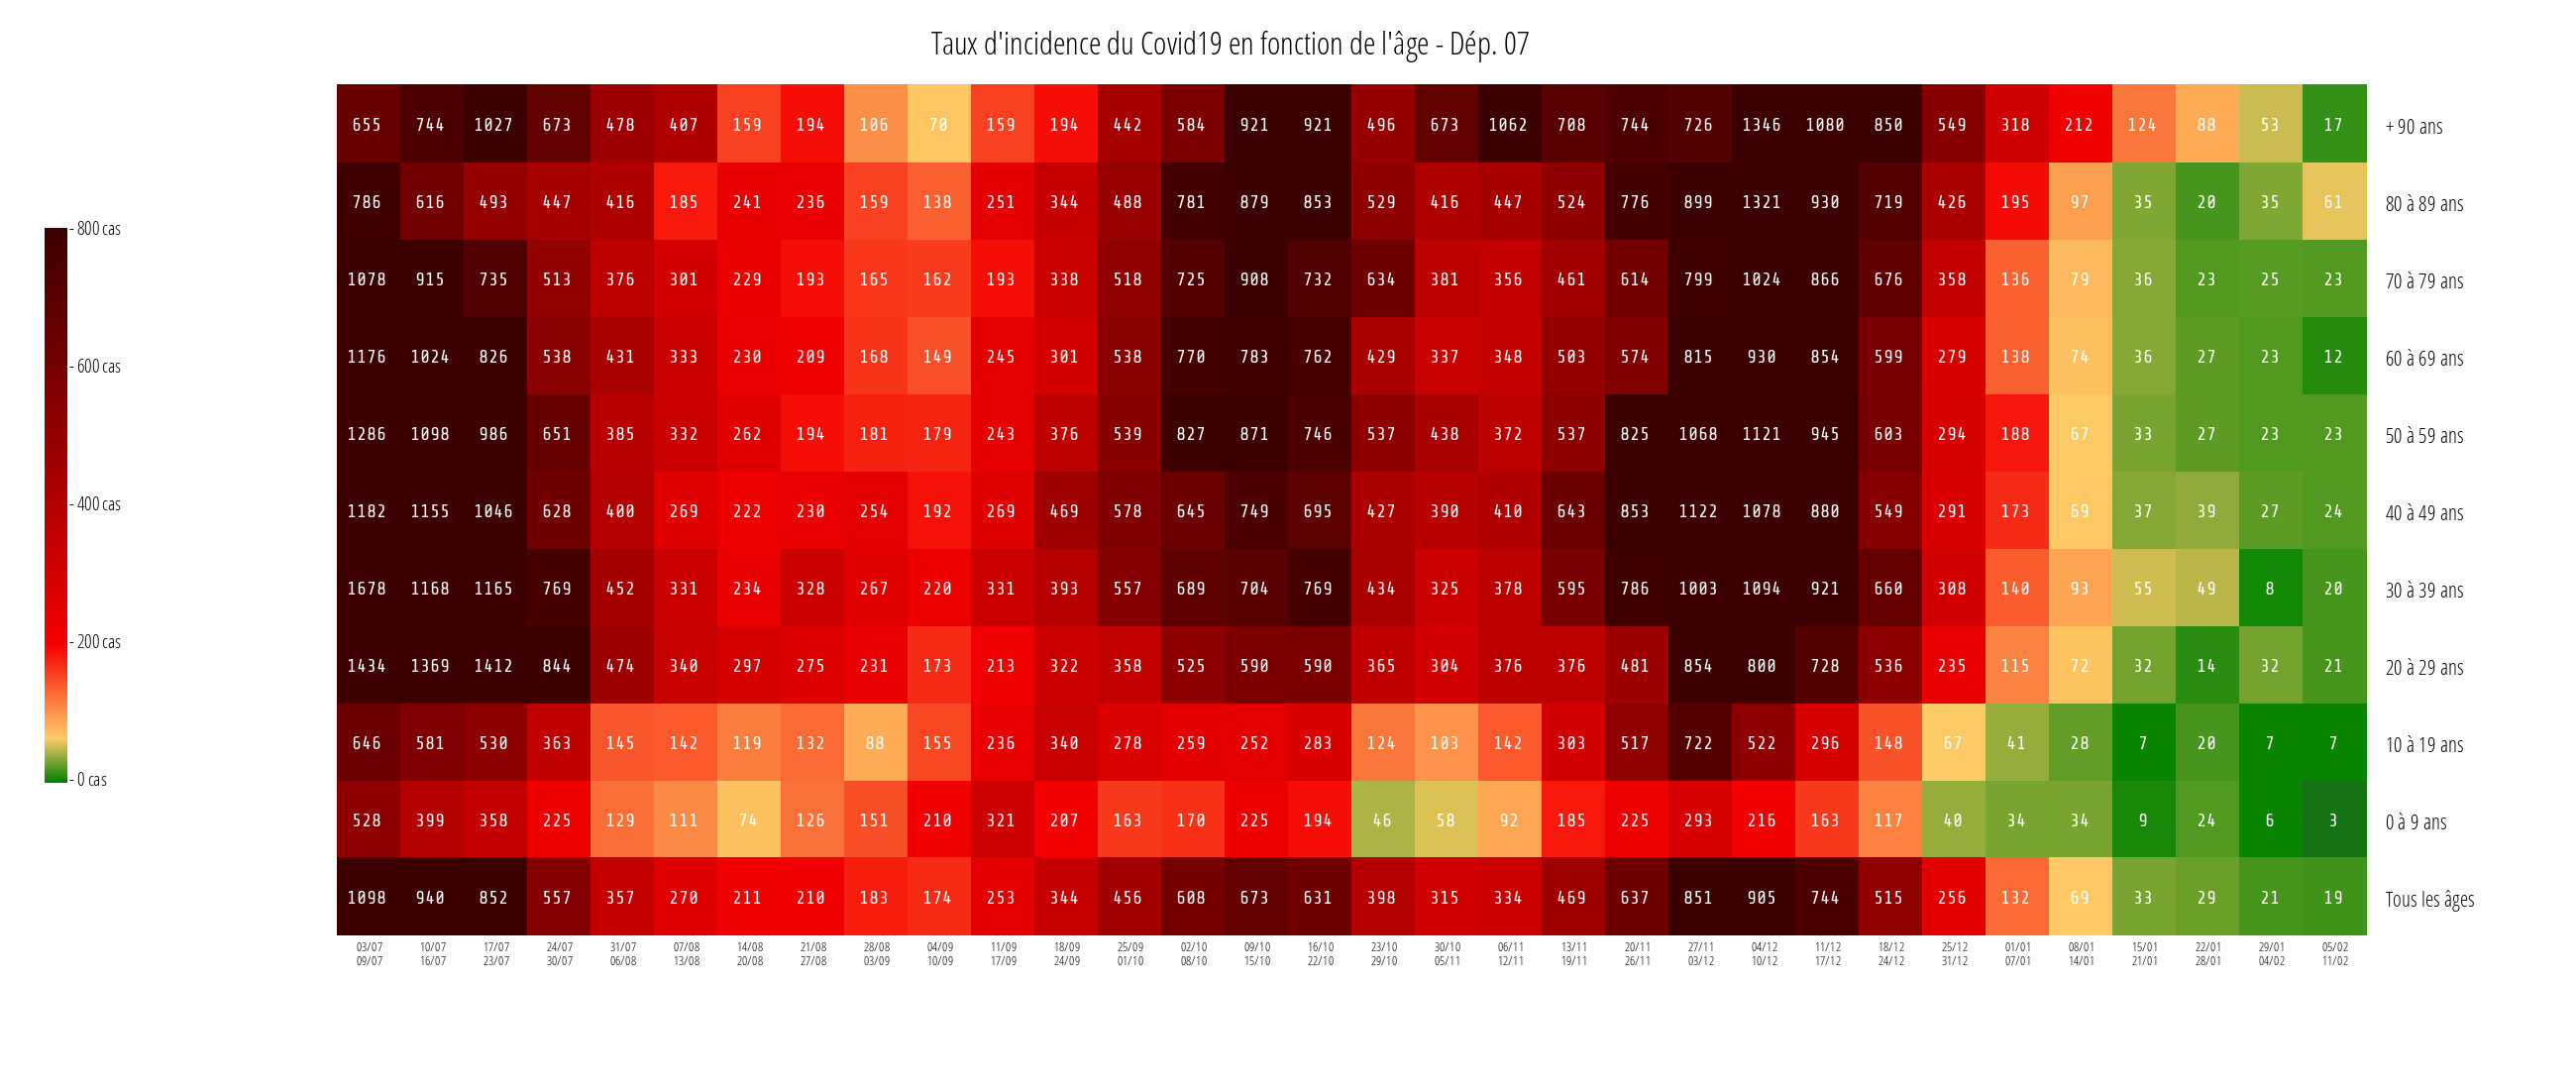 Taux d'incidence du Covid19 en fonction de l'âge - Dép. 07
655 744 1027 673 478 407 159 194 106 70 159 194 442 584 921 921 496 673 1062 708 744 726 1346 1080 850 549 318 212 124 88 53 17 + 90 ans
786 616 493 447 416 185 241 236 159 138 251 344 488 781 879 853 529 416 447 524 776 899 1321 930 719 426 195 97 35 20 35 61 80 à 89 ans
- 800 cas
1078 915 735 513 376 301 229 193 165 162 193 338 518 725 908 732 634 381 356 461 614 799 1024 866 676 358 136 79 36 23 25 23 70 à 79 ans
1176 1024 826 538 431 333 230 209 168 149 245 301 538 770 783 762 429 337 348 503 574 815 930 854 599 279 138 74 36 27 23 12 60 à 69 ans
- 600 cas
1286 1098 986 651 385 332 262 194 181 179 243 376 539 827 871 746 537 438 372 537 825 1068 1121 945 603 294 188 67 33 27 23 23 50 à 59 ans
- 400 cas
1182 1155 1046 628 400 269 222 230 254 192 269 469 578 645 749 695 427 390 410 643 853 1122 1078 880 549 291 173 69 37 39 27 24 40 à 49 ans
1678 1168 1165 769 452 331 234 328 267 220 331 393 557 689 704 769 434 325 378 595 786 1003 1094 921 660 308 140 93 55 49 8 20 30 à 39 ans
- 200 cas
1434 1369 1412 844 474 340 297 275 231 173 213 322 358 525 590 590 365 304 376 376 481 854 800 728 536 235 115 72 32 14 32 21 20 à 29 ans
646 581 530 363 145 142 119 132 88 155 236 340 278 259 252 283 124 103 142 303 517 722 522 296 148 67 41 28 7 20 7 7 10 à 19 ans
- 0 cas
528 399 358 225 129 111 74 126 151 210 321 207 163 170 225 194 46 58 92 185 225 293 216 163 117 40 34 34 9 24 6 3 0 à 9 ans
1098 940 852 557 357 270 211 210 183 174 253 344 456 608 673 631 398 315 334 469 637 851 905 744 515 256 132 69 33 29 21 19 Tous les âges
03/07 10/07 17/07 24/07 31/07 07/08 14/08 21/08 28/08 04/09 11/09 18/09 25/09 02/10 09/10 16/10 23/10 30/10 06/11 13/11 20/11 27/11 04/12 11/12 18/12 25/12 01/01 08/01 15/01 22/01 29/01 05/02
09/07 16/07 23/07 30/07 06/08 13/08 20/08 27/08 03/09 10/09 17/09 24/09 01/10 08/10 15/10 22/10 29/10 05/11 12/11 19/11 26/11 03/12 10/12 17/12 24/12 31/12 07/01 14/01 21/01 28/01 04/02 11/02